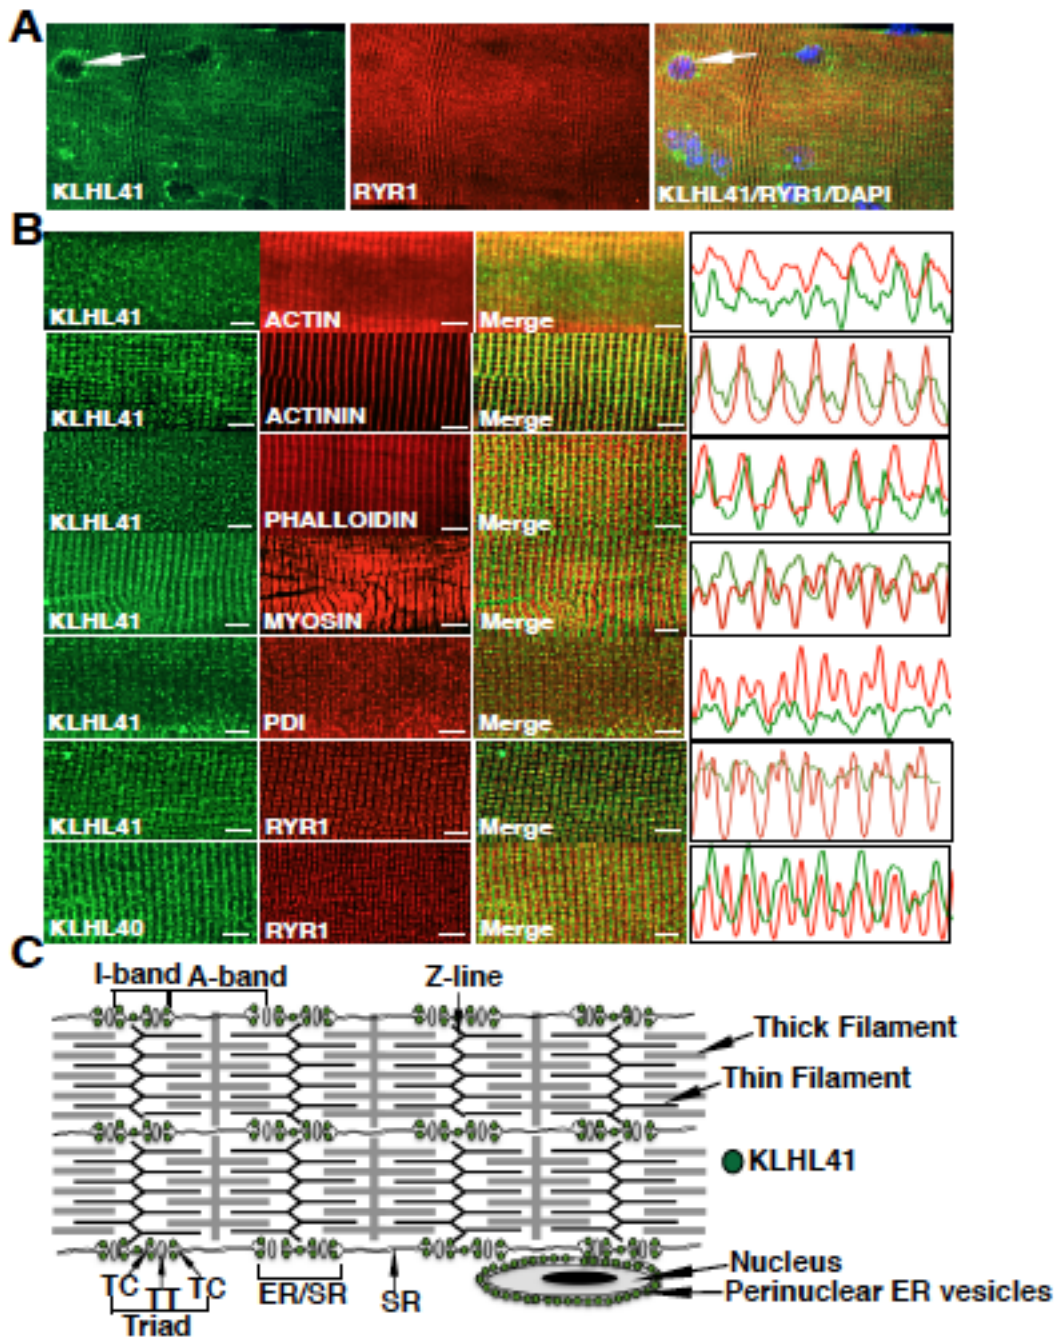 A
KLHL41 RYR1 KLHL41/RYR1/DAPI
B
KLHL41 ACTIN Merge
KLHL41 ACTININ Merge
KLHL41 PHALLOIDIN Merge
KLHL41 MYOSIN Merge
KLHL41 PDI Merge
KLHL41 RYR1 Merge
KLHL40 RYR1 Merge
C
I-band A-band Z-line
Thick Filament
Thin Filament
KLHL41
Nucleus
Perinuclear ER vesicles
TC TT TC ER/SR SR
Triad